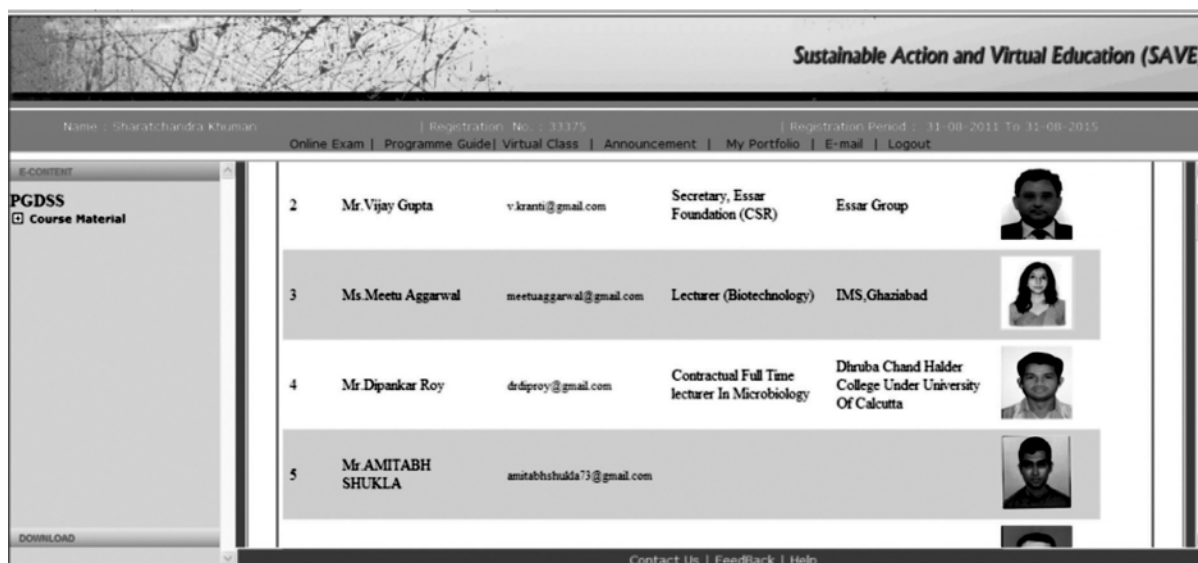 Sustainable Action and Virtual Education (SAVE
Name : Sharatchandra Khuman | Registration No. : 33375 | Registration Period : 31-08-2011 To 31-08-2015
Online Exam | Programme Guide| Virtual Class | Announcement | My Portfolio | E-mail | Logout
E-CONTENT
PGDSS
Course Material
DOWNLOAD
2
Mr.Vijay Gupta
v.kranti@gmail.com
Secretary, Essar
Foundation (CSR)
Essar Group
3
Ms.Meetu Aggarwal
meetuaggarwal@gmail.com
Lecturer (Biotechnology)
IMS,Ghaziabad
4
Mr.Dipankar Roy
drdiproy@gmail.com
Contractual Full Time
lecturer In Microbiology
Dhruba Chand Halder
College Under University
Of Calcutta
5
Mr.AMITABH
SHUKLA
amitabhshukla73@gmail.com
Contact Us | FeedBack | Help